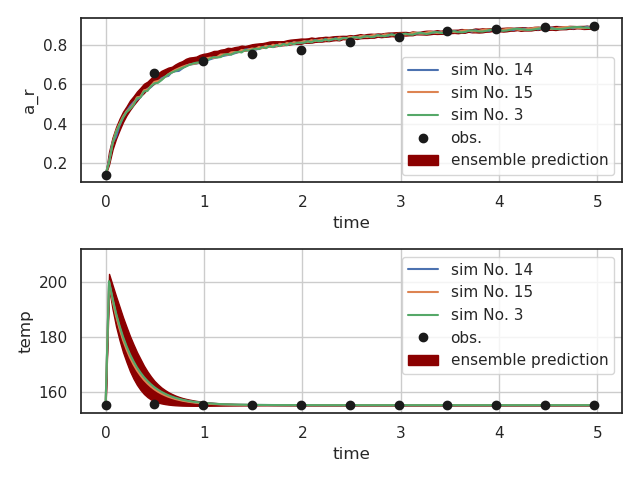 0.8
0.6
0.4
0.2
a_r
sim No. 14
sim No. 15
sim No. 3
obs.
ensemble prediction
0 1 2 3 4 5
time
200
180
160
temp
sim No. 14
sim No. 15
sim No. 3
obs.
ensemble prediction
0 1 2 3 4 5
time